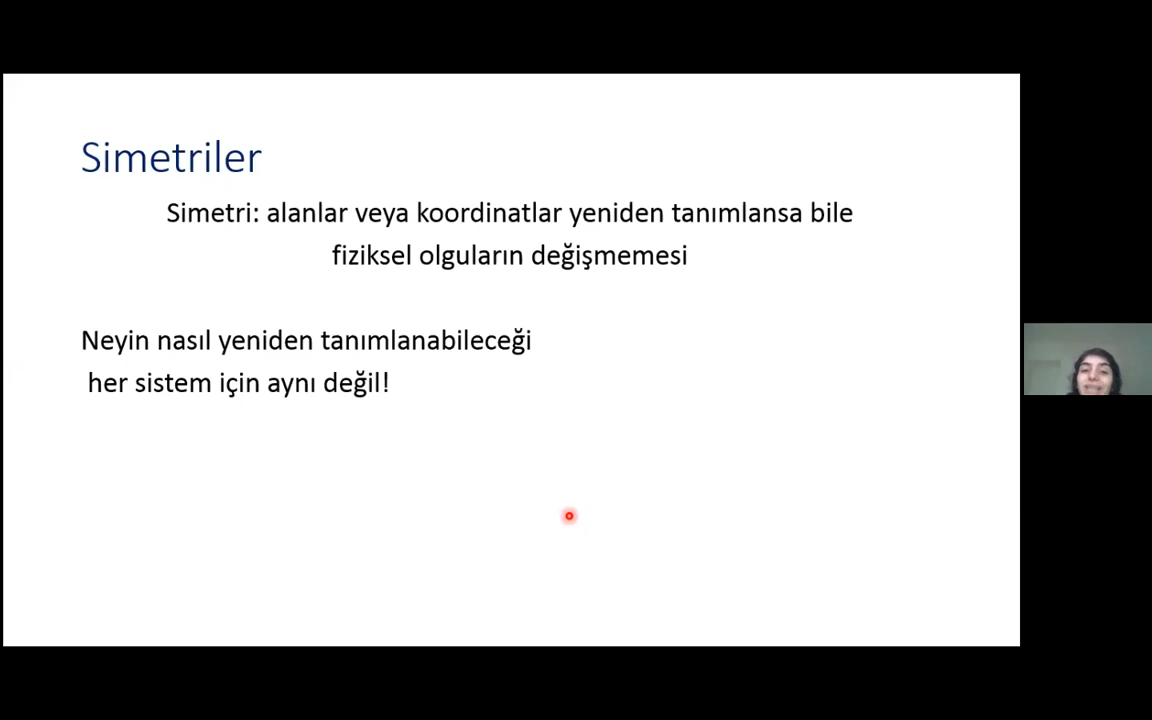 Simetriler
Simetri: alanlar veya koordinatlar yeniden tanımlansa bile
fiziksel olguların değişmemesi
Neyin nasıl yeniden tanımlanabileceği
her sistem için aynı değil!